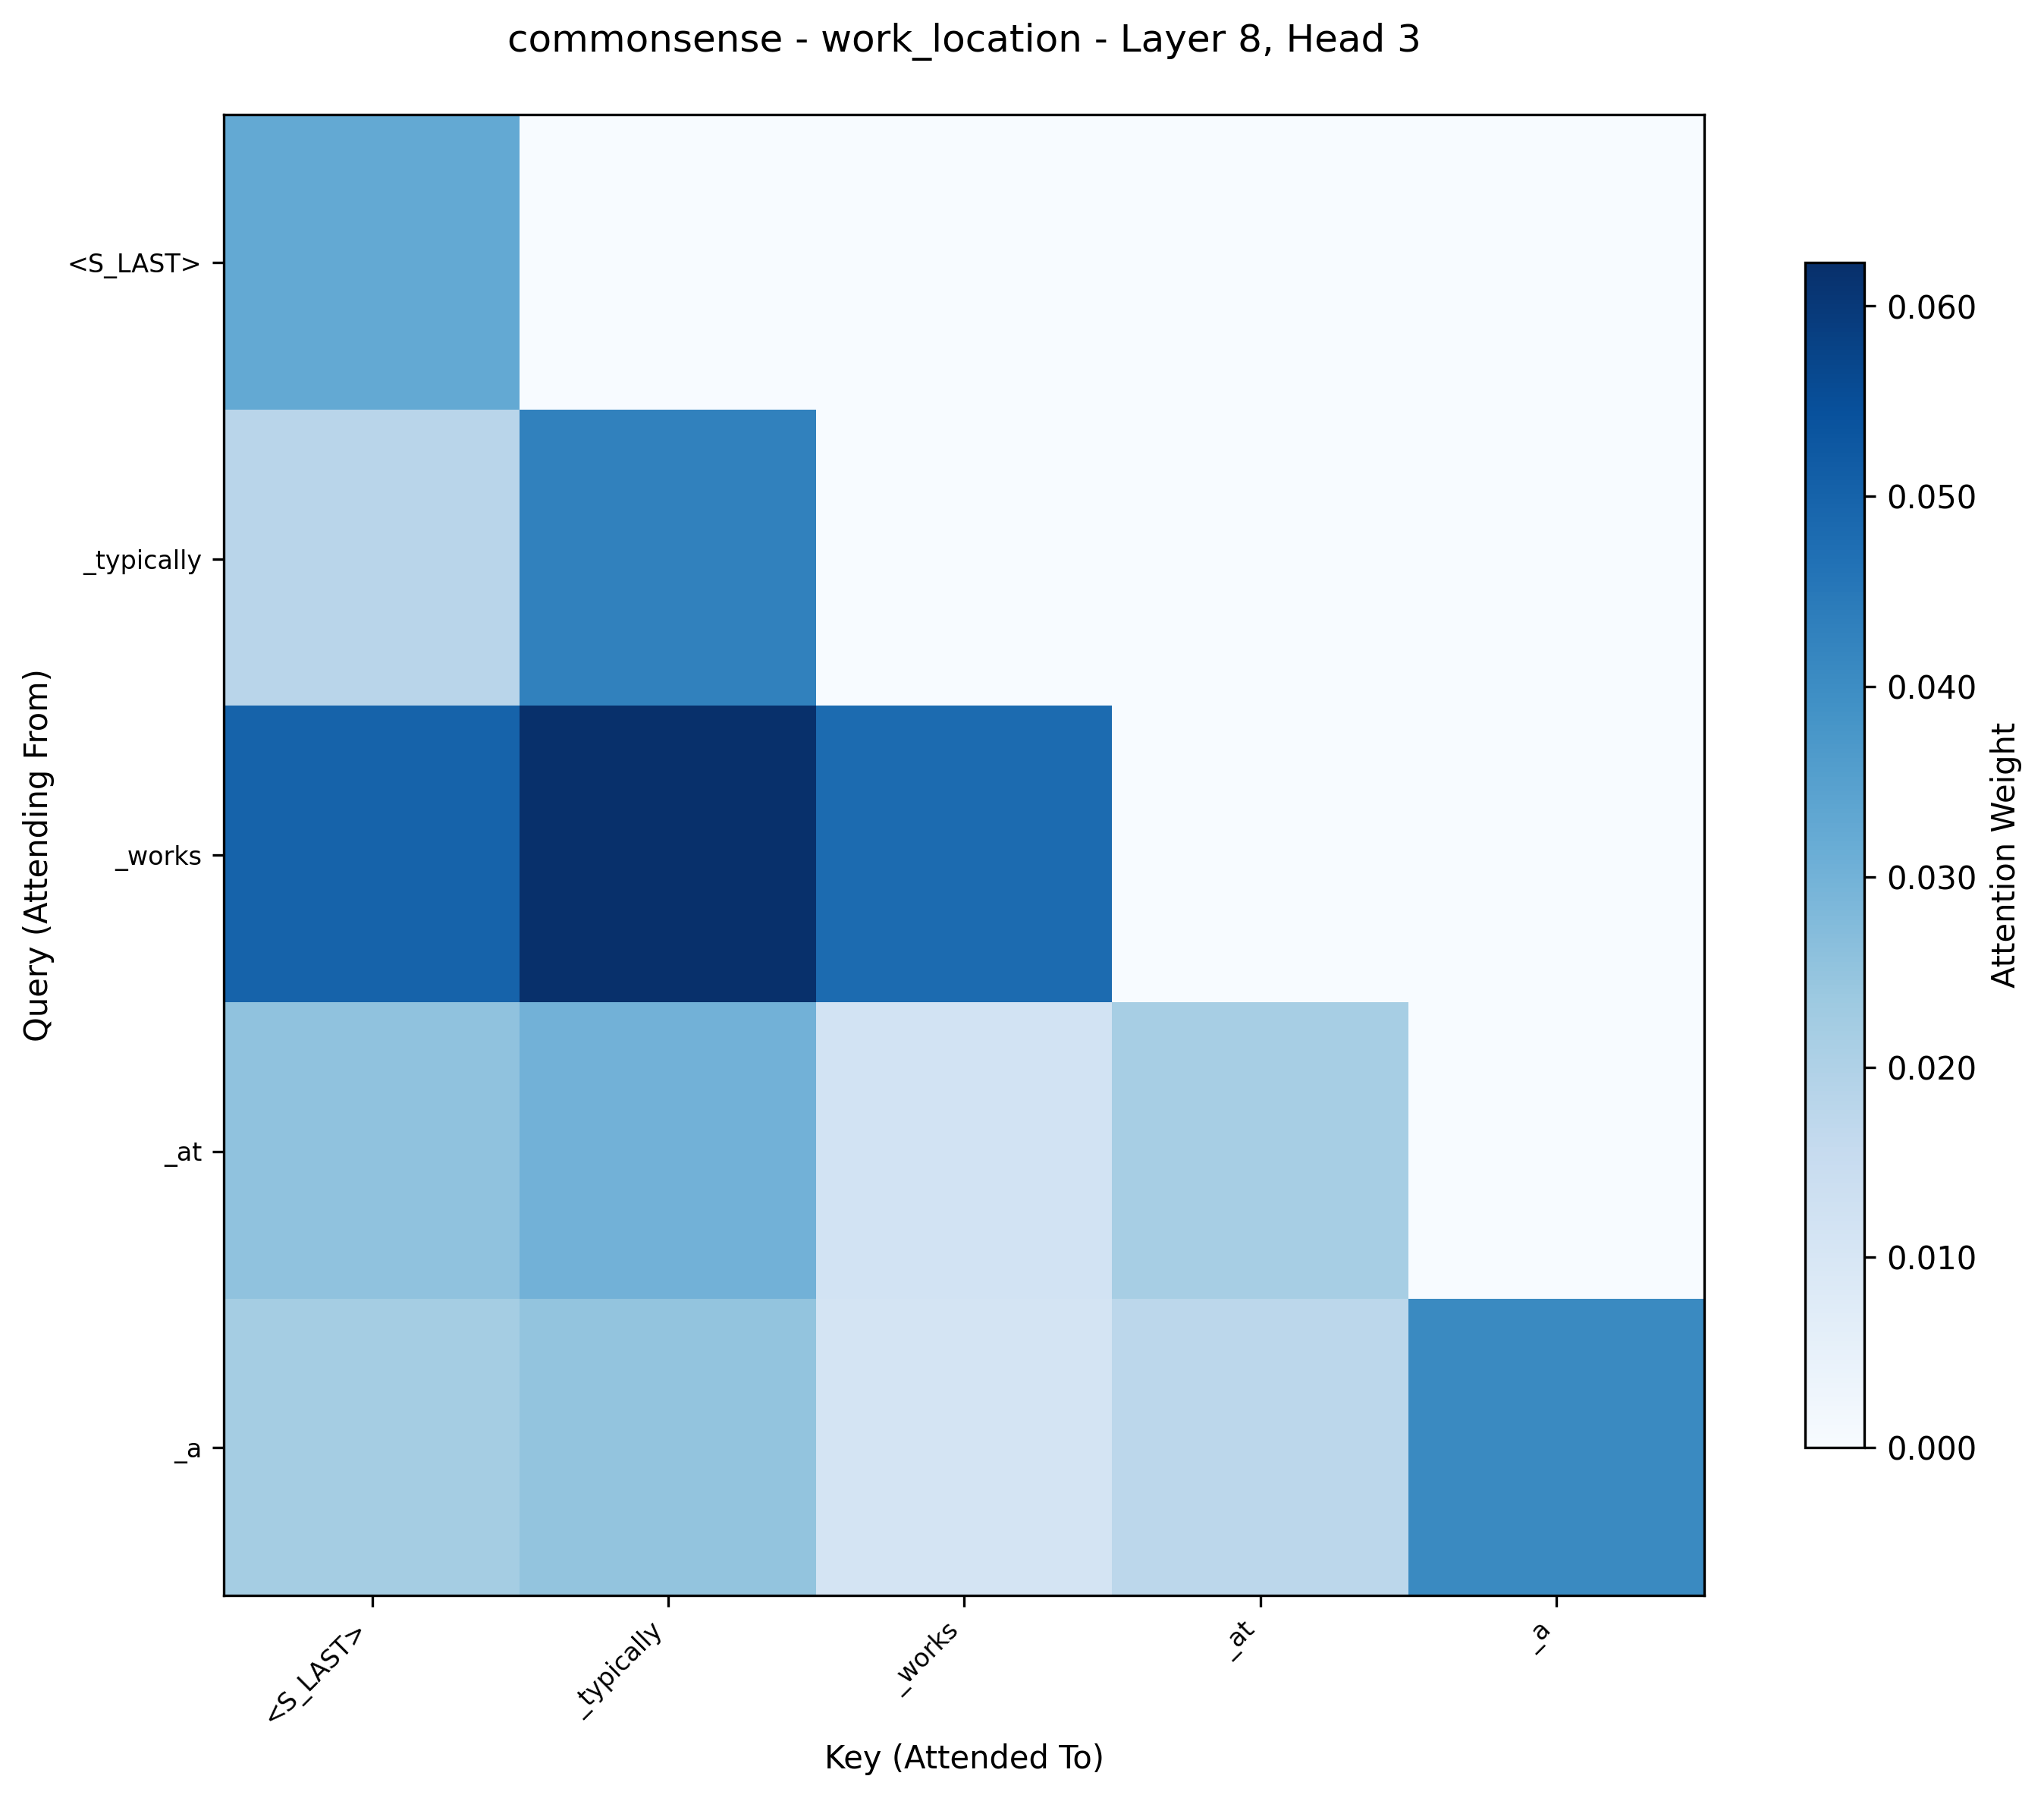 commonsense - work_location - Layer 8, Head 3
Query (Attending From)
<S_LAST>
_typically
_works
_at
_a
<S_LAST>
_typically
_works
_at
_a
Key (Attended To)
0.060
0.050
0.040
0.030
0.020
0.010
0.000
Attention Weight